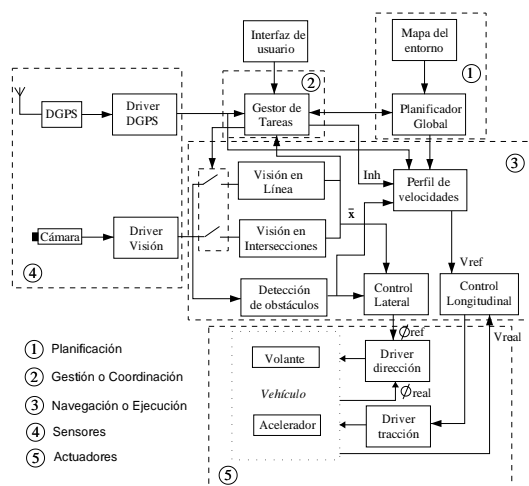 Interfaz de
usuario
Mapa del
entorno
1
2
DGPS
Driver
DGPS
Gestor de
Tareas
Planificador
Global
3
Visión en
Línea
Inh
Perfil de
velocidades
x̄
Cámara
Driver
Visión
Visión en
Intersecciones
4
Vref
Detección
de obstáculos
Control
Lateral
Control
Longitudinal
Øref
Vreal
1 Planificación
2 Gestión o Coordinación
3 Navegación o Ejecución
4 Sensores
5 Actuadores
Volante
Driver
dirección
Vehículo
Øreal
Acelerador
Driver
tracción
5